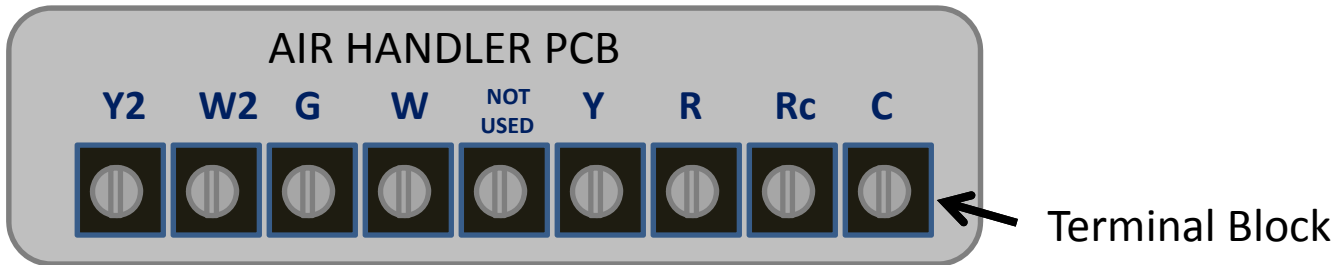 AIR HANDLER PCB
Y2 W2 G W NOT USED Y R Rc C
Terminal Block